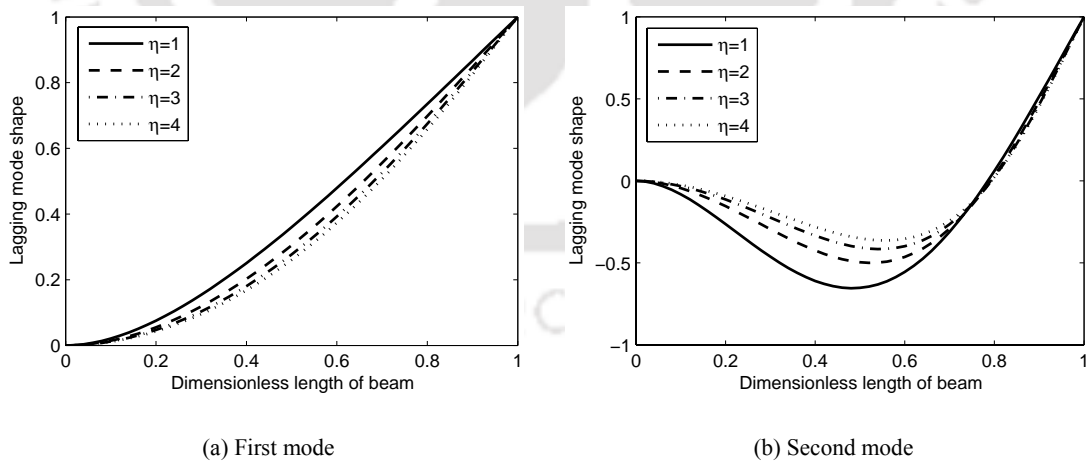 1
0.8
0.6
0.4
0.2
0
0
0.2
0.4
0.6
0.8
1
Lagging mode shape
Dimensionless length of beam
η=1
η=2
η=3
η=4
(a) First mode
1
0.5
0
−0.5
−1
0
0.2
0.4
0.6
0.8
1
Lagging mode shape
Dimensionless length of beam
η=1
η=2
η=3
η=4
(b) Second mode